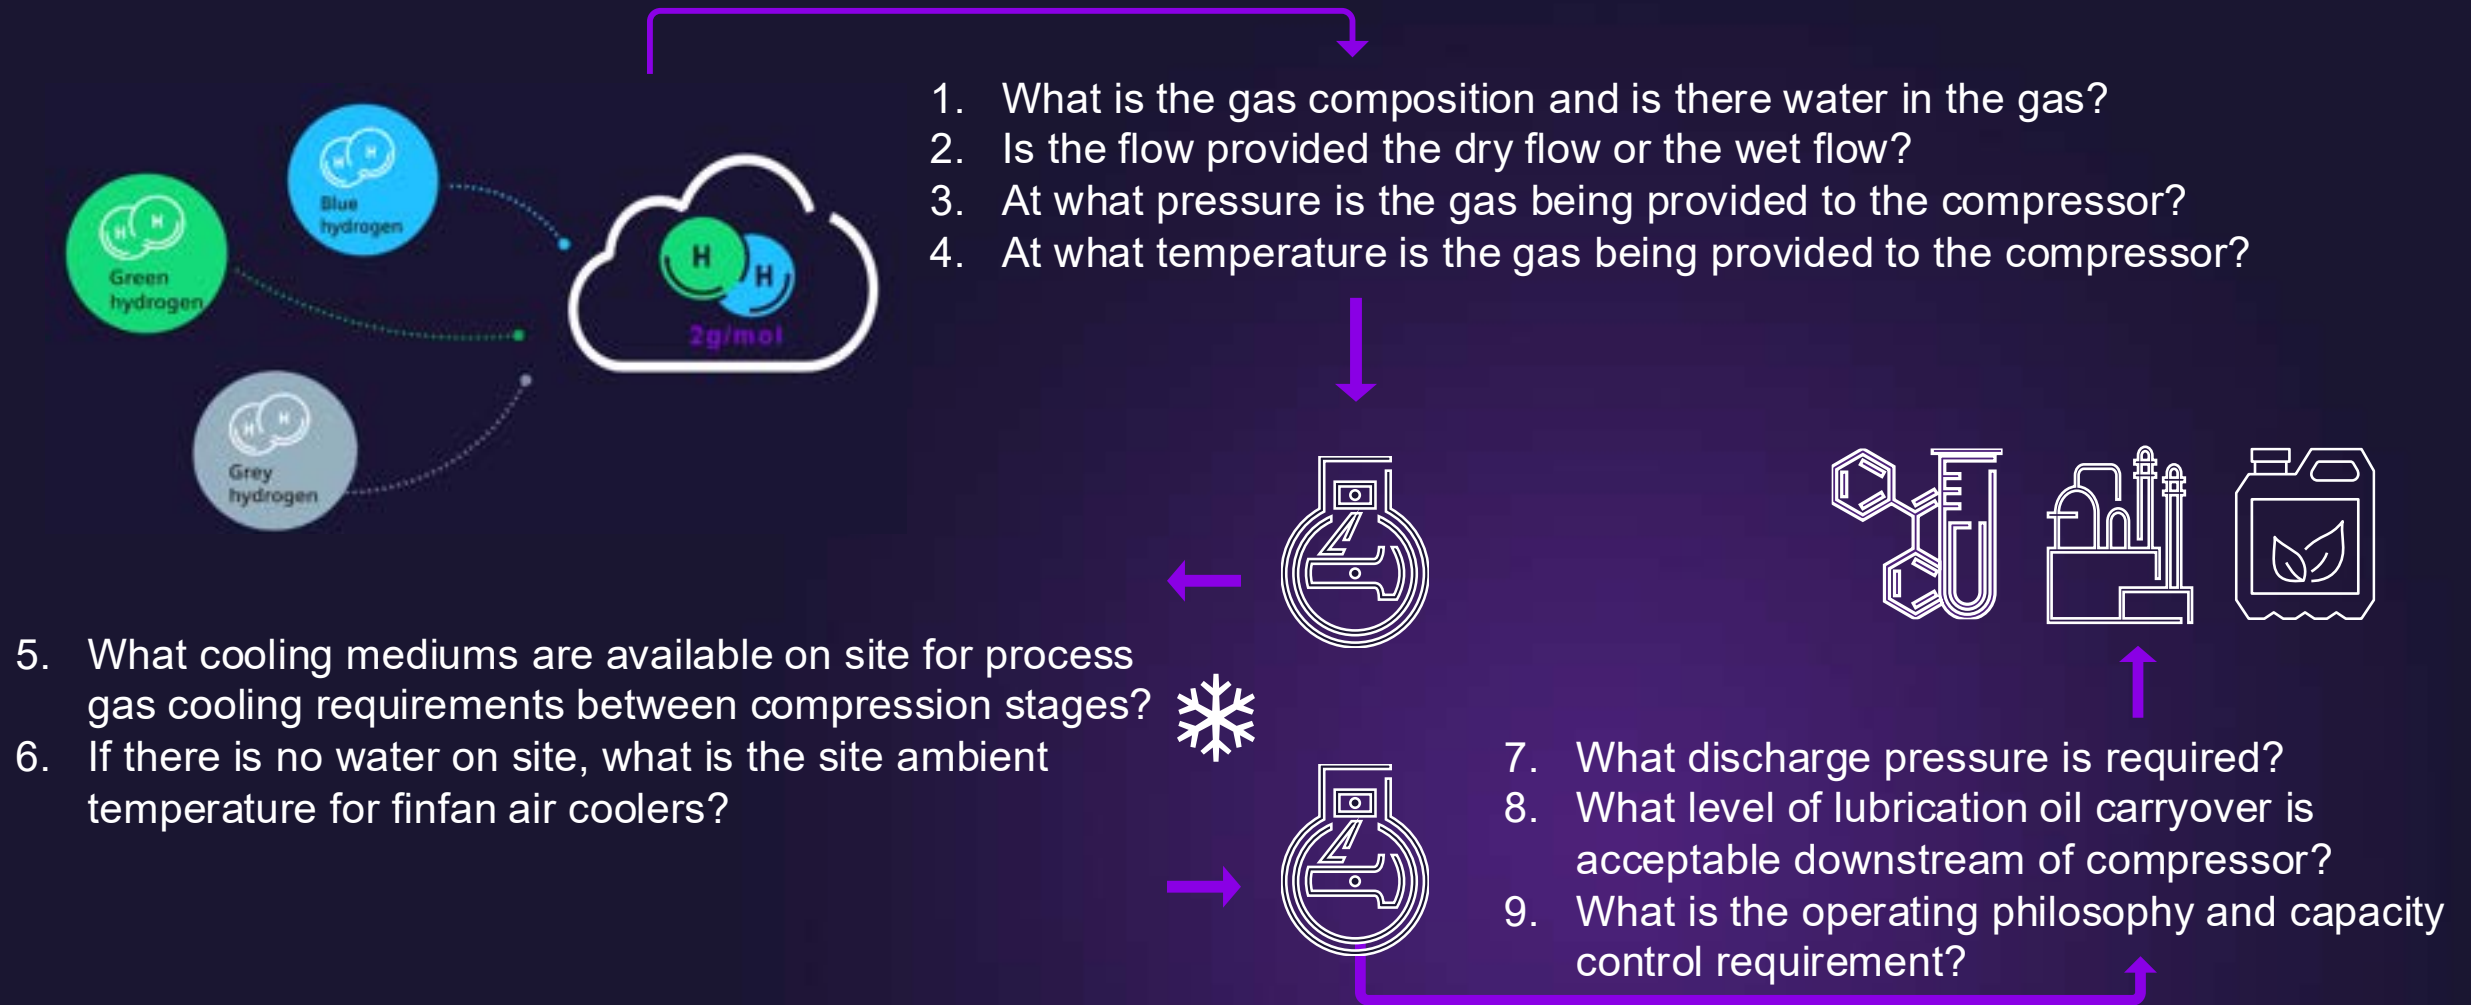 1. What is the gas composition and is there water in the gas?
2. Is the flow provided the dry flow or the wet flow?
3. At what pressure is the gas being provided to the compressor?
4. At what temperature is the gas being provided to the compressor?
H H
Blue
hydrogen
H H
Green
hydrogen
H H
2g/mol
H H
Grey
hydrogen
5. What cooling mediums are available on site for process
gas cooling requirements between compression stages?
6. If there is no water on site, what is the site ambient
temperature for finfan air coolers?
7. What discharge pressure is required?
8. What level of lubrication oil carryover is
acceptable downstream of compressor?
9. What is the operating philosophy and capacity
control requirement?